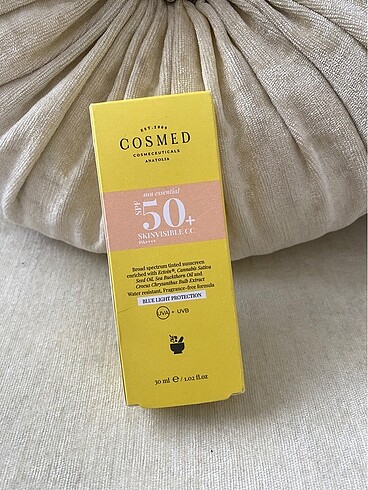 EST. 2009
COSMED
COSMECEUTICALS
ANATOLIA
sun essential
SPF 50+
SKINVISIBLE CC
PA++++
Broad spectrum tinted sunscreen
enriched with Ectoin®, Cannabis Sativa
Seed Oil, Sea Buckthorn Oil and
Crocus Chrysanthus Bulb Extract
Water resistant, Fragrance-free formula
BLUE LIGHT PROTECTION
UVA + UVB
30 ml ℮ / 1.02 fl.oz